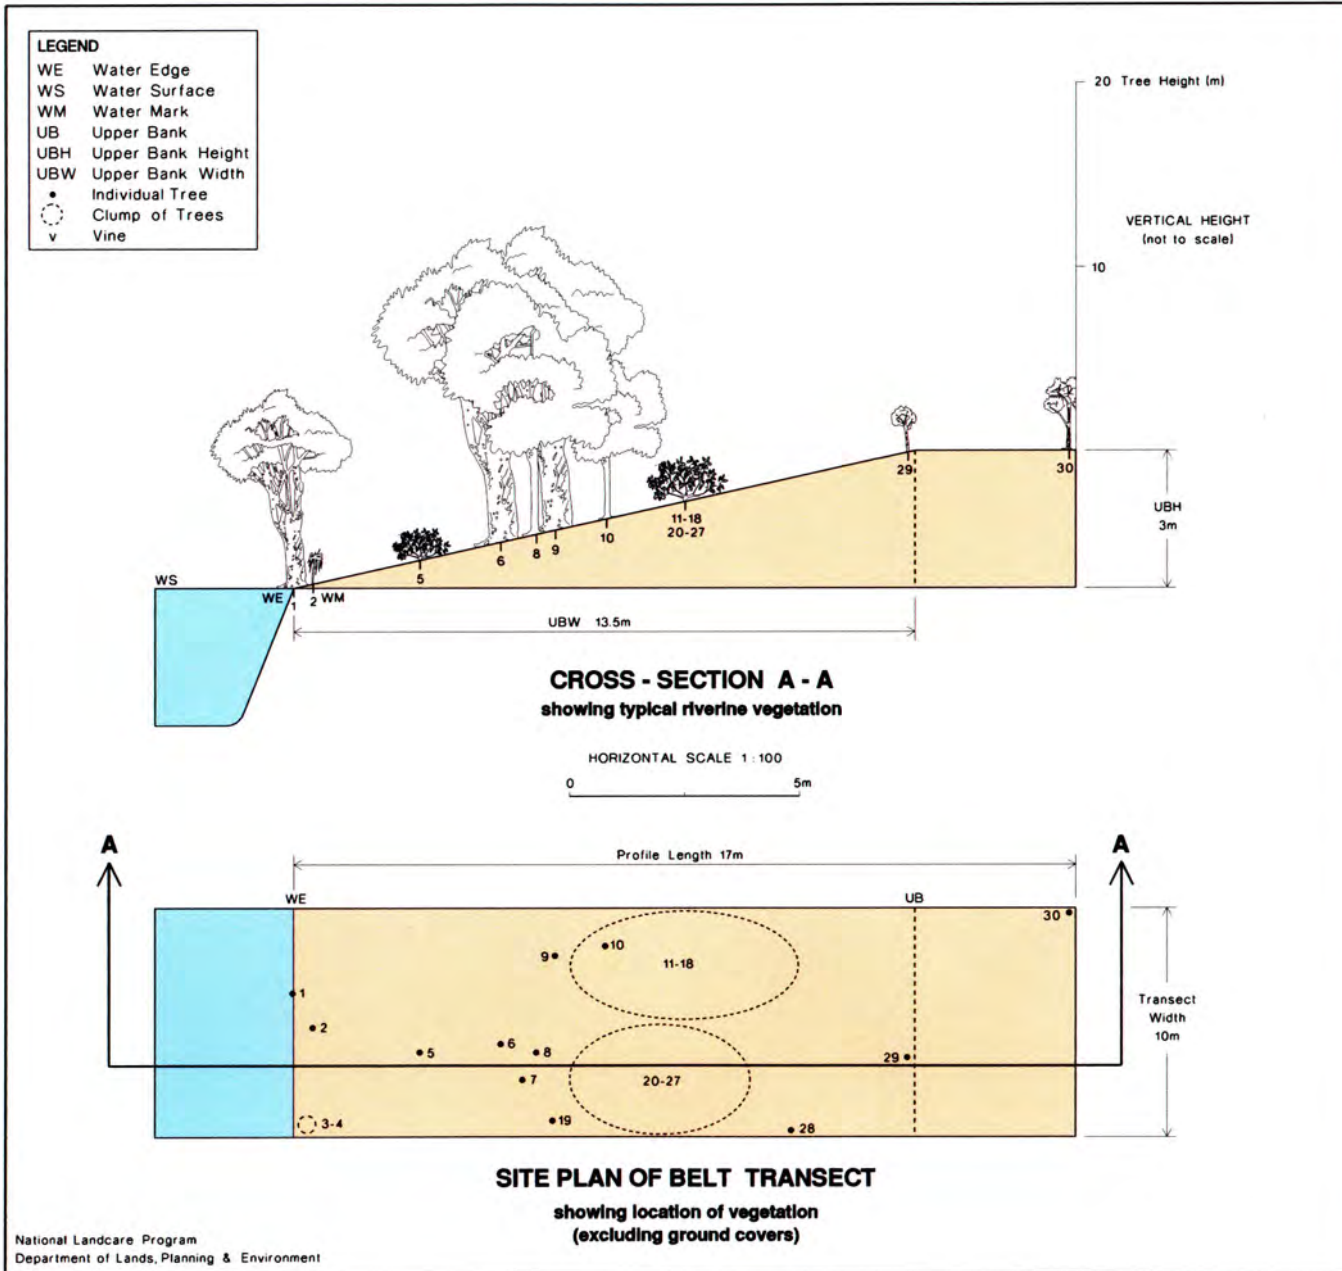 LEGEND
WE Water Edge
WS Water Surface
WM Water Mark
UB Upper Bank
UBH Upper Bank Height
UBW Upper Bank Width
• Individual Tree
Clump of Trees
v Vine
20 Tree Height (m)
VERTICAL HEIGHT
(not to scale)
10
29
30
UBH
3m
11-18
20-27
10
9
8
6
5
WS
WE
1
2
WM
UBW 13.5m
CROSS - SECTION A - A
showing typical riverine vegetation
HORIZONTAL SCALE 1 : 100
0 5m
A A
Profile Length 17m
WE UB
30
10
9
11-18
1
Transect
Width
10m
2
6
5
8
29
7
20-27
3-4
19
28
SITE PLAN OF BELT TRANSECT
showing location of vegetation
(excluding ground covers)
National Landcare Program
Department of Lands, Planning & Environment